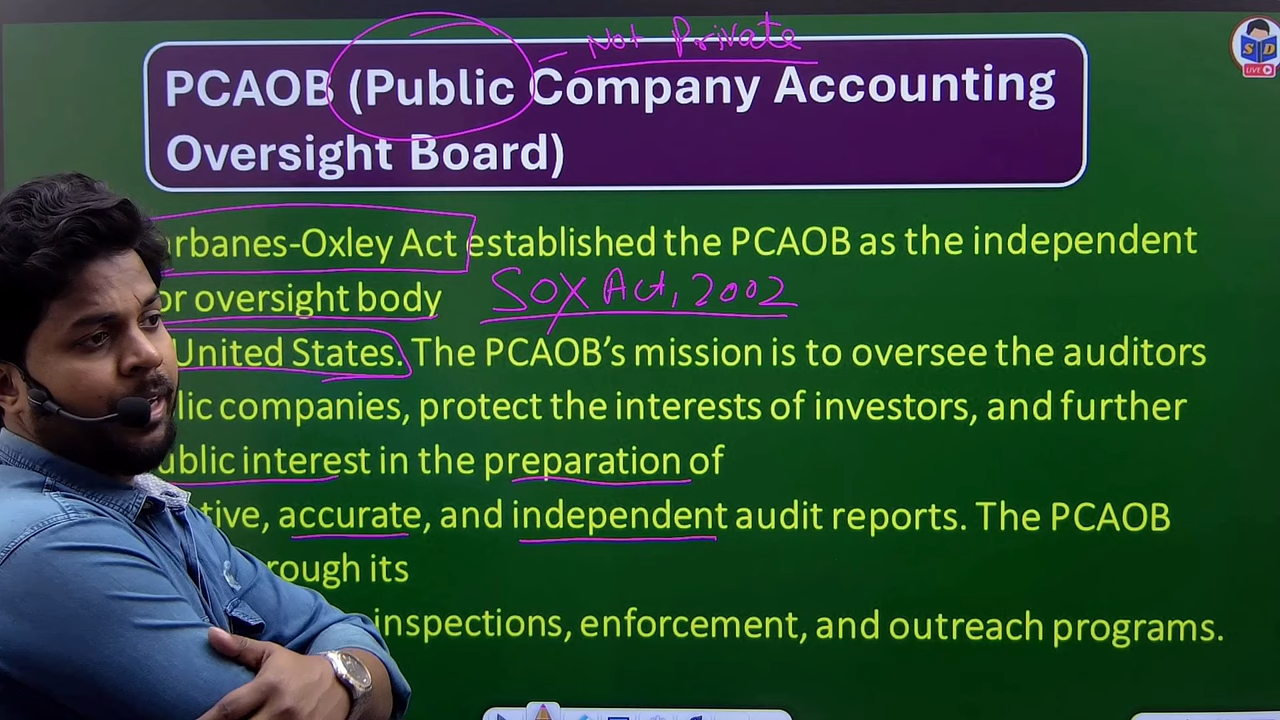 Not Private
PCAOB (Public Company Accounting
Oversight Board)
arbanes-Oxley Act established the PCAOB as the independent
or oversight body
SOX Act, 2002
United States. The PCAOB's mission is to oversee the auditors
lic companies, protect the interests of investors, and further
ublic interest in the preparation of
tive, accurate, and independent audit reports. The PCAOB
rough its
inspections, enforcement, and outreach programs.
S D
LIVE